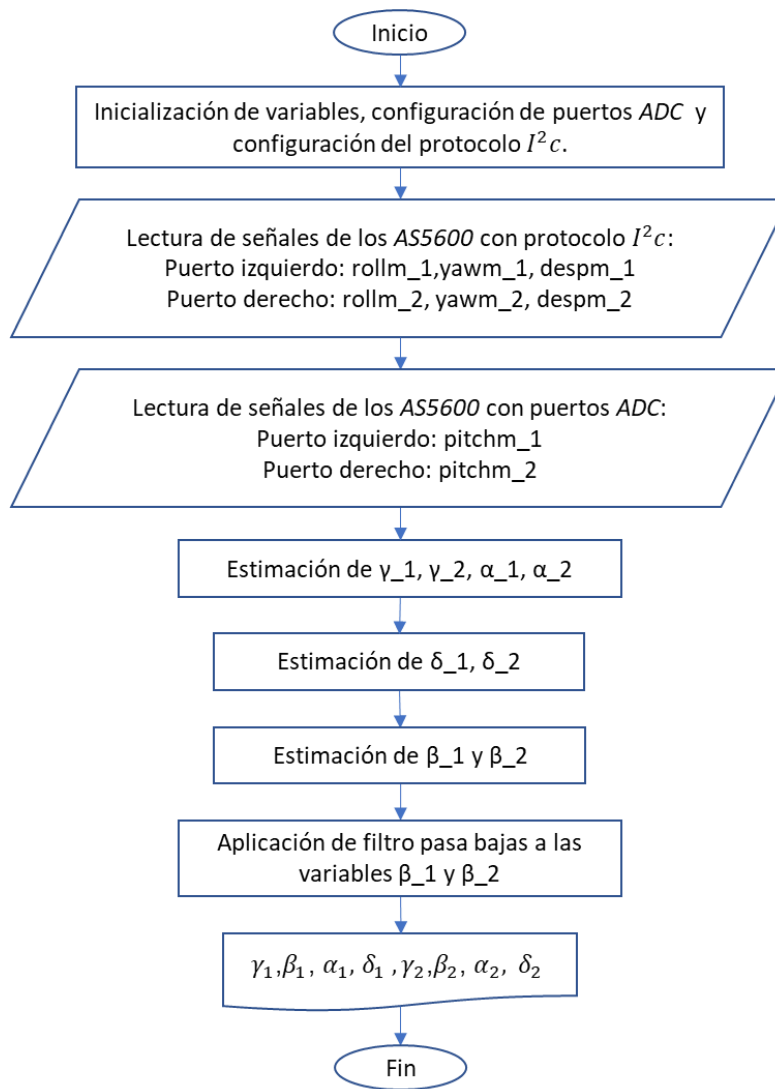 Inicio
Inicialización de variables, configuración de puertos ADC y
configuración del protocolo I²c.
Lectura de señales de los AS5600 con protocolo I²c:
Puerto izquierdo: rollm_1,yawm_1, despm_1
Puerto derecho: rollm_2, yawm_2, despm_2
Lectura de señales de los AS5600 con puertos ADC:
Puerto izquierdo: pitchm_1
Puerto derecho: pitchm_2
Estimación de γ_1, γ_2, α_1, α_2
Estimación de δ_1, δ_2
Estimación de β_1 y β_2
Aplicación de filtro pasa bajas a las
variables β_1 y β_2
γ₁,β₁, α₁, δ₁ ,γ₂,β₂, α₂, δ₂
Fin